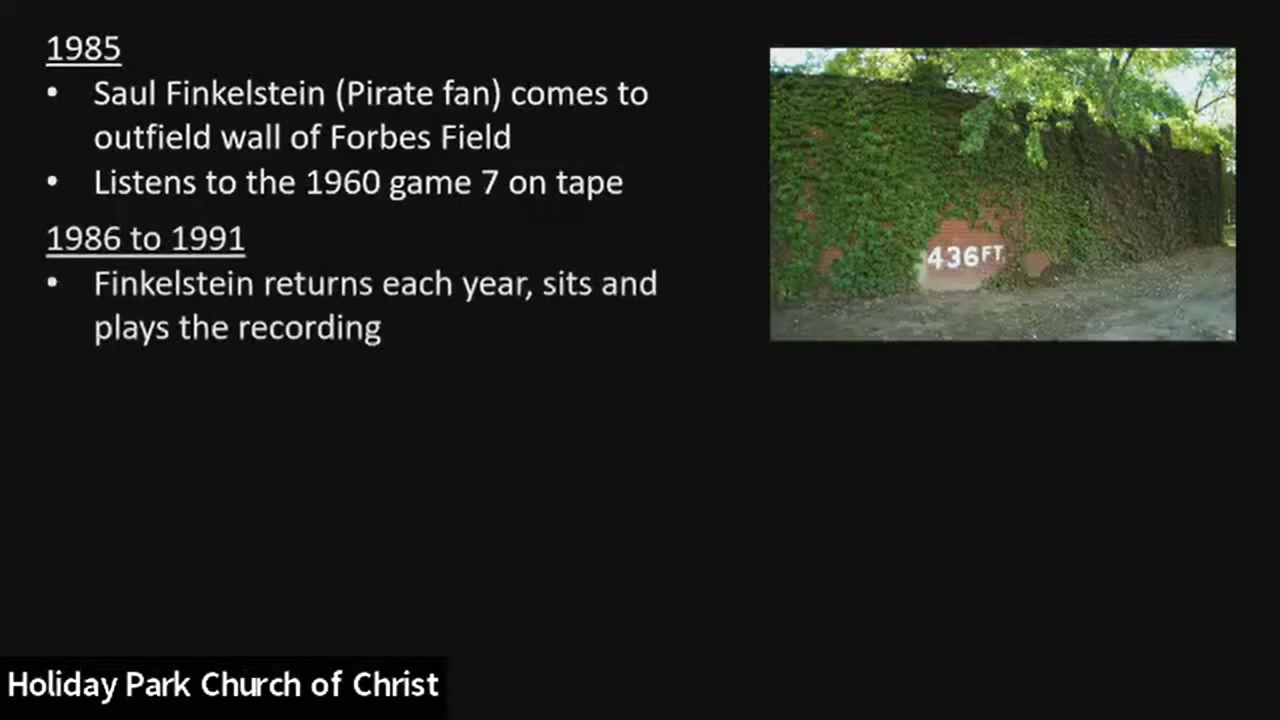 1985
• Saul Finkelstein (Pirate fan) comes to
outfield wall of Forbes Field
• Listens to the 1960 game 7 on tape
1986 to 1991
• Finkelstein returns each year, sits and
plays the recording
436FT
Holiday Park Church of Christ